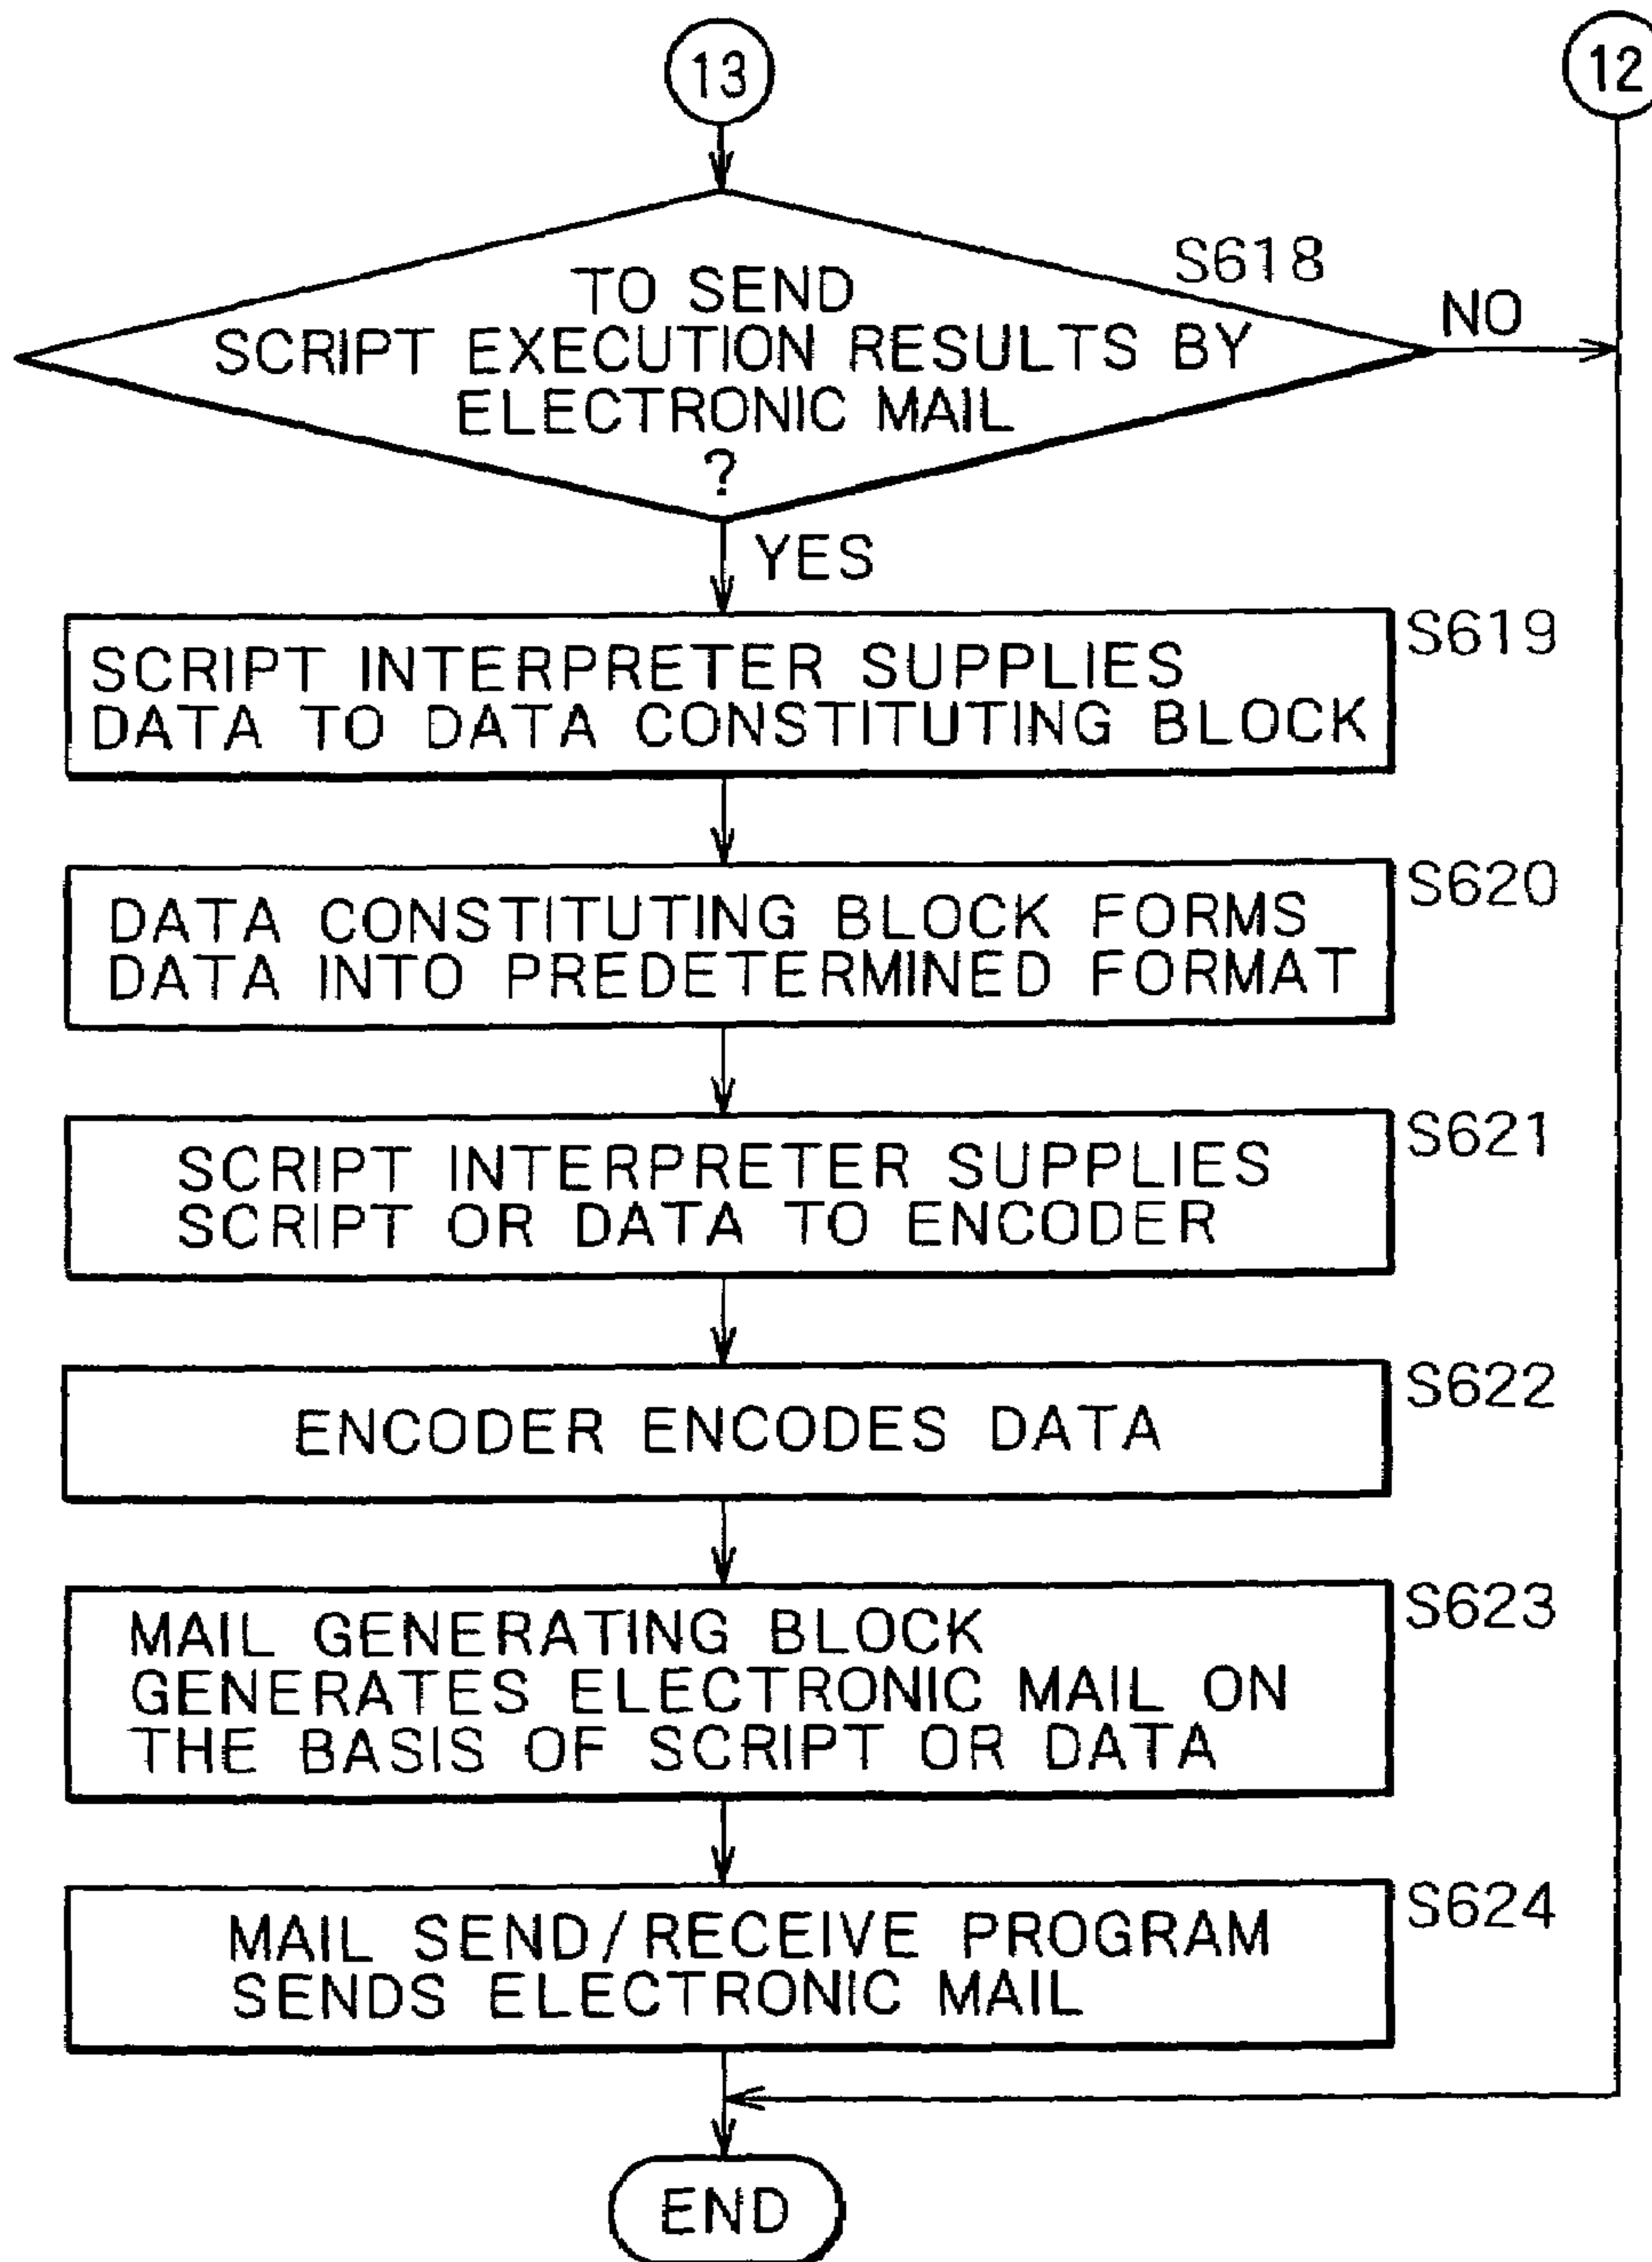 13
12
S618
TO SEND
SCRIPT EXECUTION RESULTS BY
ELECTRONIC MAIL
?
NO
YES
S619
SCRIPT INTERPRETER SUPPLIES
DATA TO DATA CONSTITUTING BLOCK
S620
DATA CONSTITUTING BLOCK FORMS
DATA INTO PREDETERMINED FORMAT
S621
SCRIPT INTERPRETER SUPPLIES
SCRIPT OR DATA TO ENCODER
S622
ENCODER ENCODES DATA
S623
MAIL GENERATING BLOCK
GENERATES ELECTRONIC MAIL ON
THE BASIS OF SCRIPT OR DATA
S624
MAIL SEND/RECEIVE PROGRAM
SENDS ELECTRONIC MAIL
END